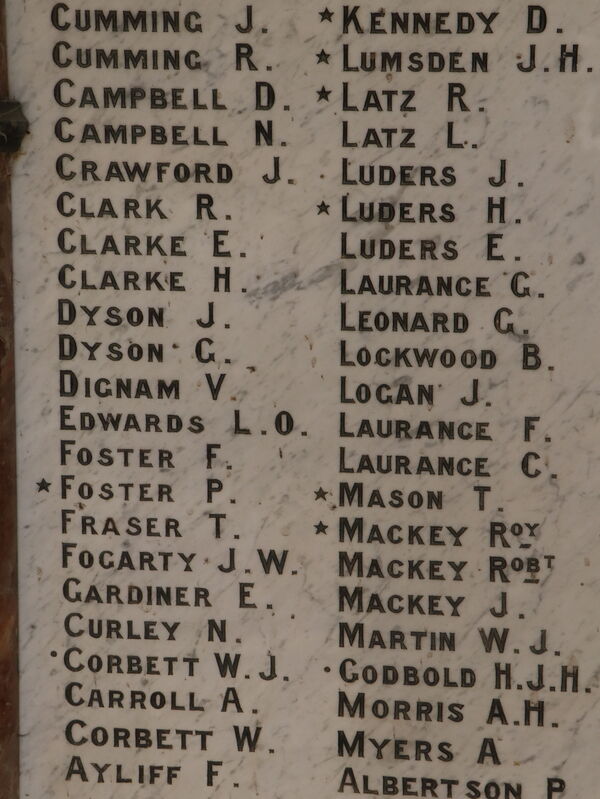 CUMMING J.
CUMMING R.
CAMPBELL D.
CAMPBELL N.
CRAWFORD J.
CLARK R.
CLARKE E.
CLARKE H.
DYSON J.
DYSON G.
DIGNAM V.
EDWARDS L.O.
FOSTER F.
★FOSTER P.
FRASER T.
FOGARTY J.W.
GARDINER E.
CURLEY N.
·CORBETT W.J.
CARROLL A.
CORBETT W.
AYLIFF F.
★KENNEDY D.
★LUMSDEN J.H.
★LATZ R.
LATZ L.
LUDERS J.
★LUDERS H.
LUDERS E.
LAURANCE G.
LEONARD G.
LOCKWOOD B.
LOGAN J.
LAURANCE F.
LAURANCE C.
★MASON T.
★MACKEY ROY
MACKEY ROBT
MACKEY J.
MARTIN W.J.
·GODBOLD H.J.H.
MORRIS A.H.
MYERS A
ALBERTSON P